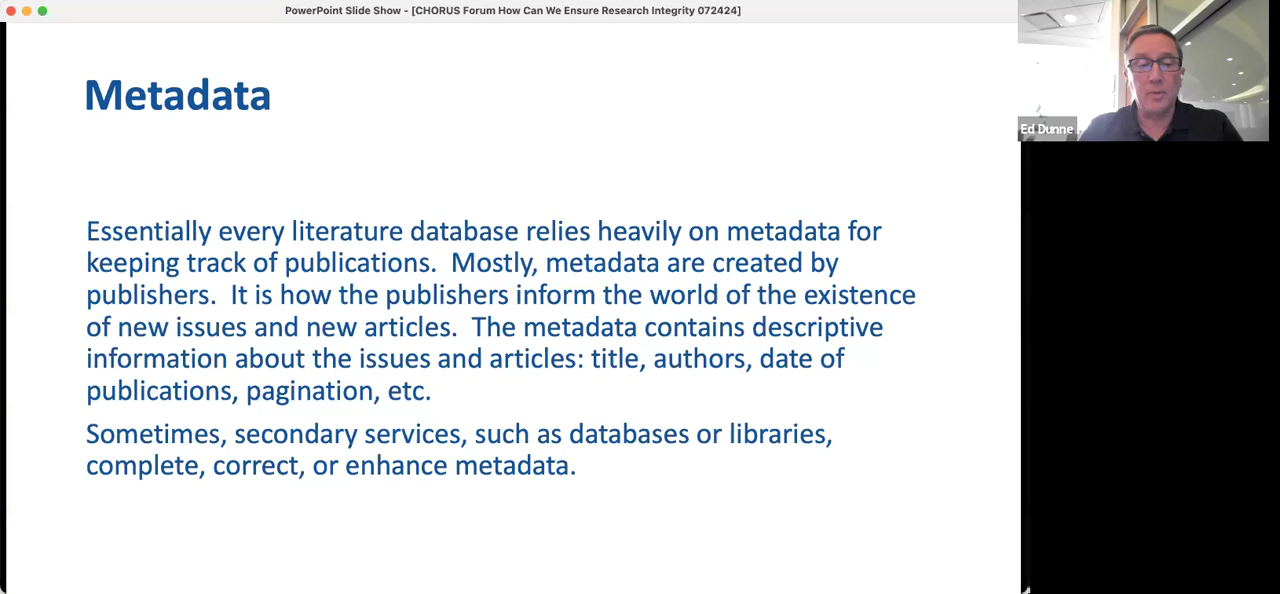 PowerPoint Slide Show - [CHORUS Forum How Can We Ensure Research Integrity 072424]
Ed Dunne
Metadata
Essentially every literature database relies heavily on metadata for
keeping track of publications.  Mostly, metadata are created by
publishers.  It is how the publishers inform the world of the existence
of new issues and new articles.  The metadata contains descriptive
information about the issues and articles: title, authors, date of
publications, pagination, etc.
Sometimes, secondary services, such as databases or libraries,
complete, correct, or enhance metadata.